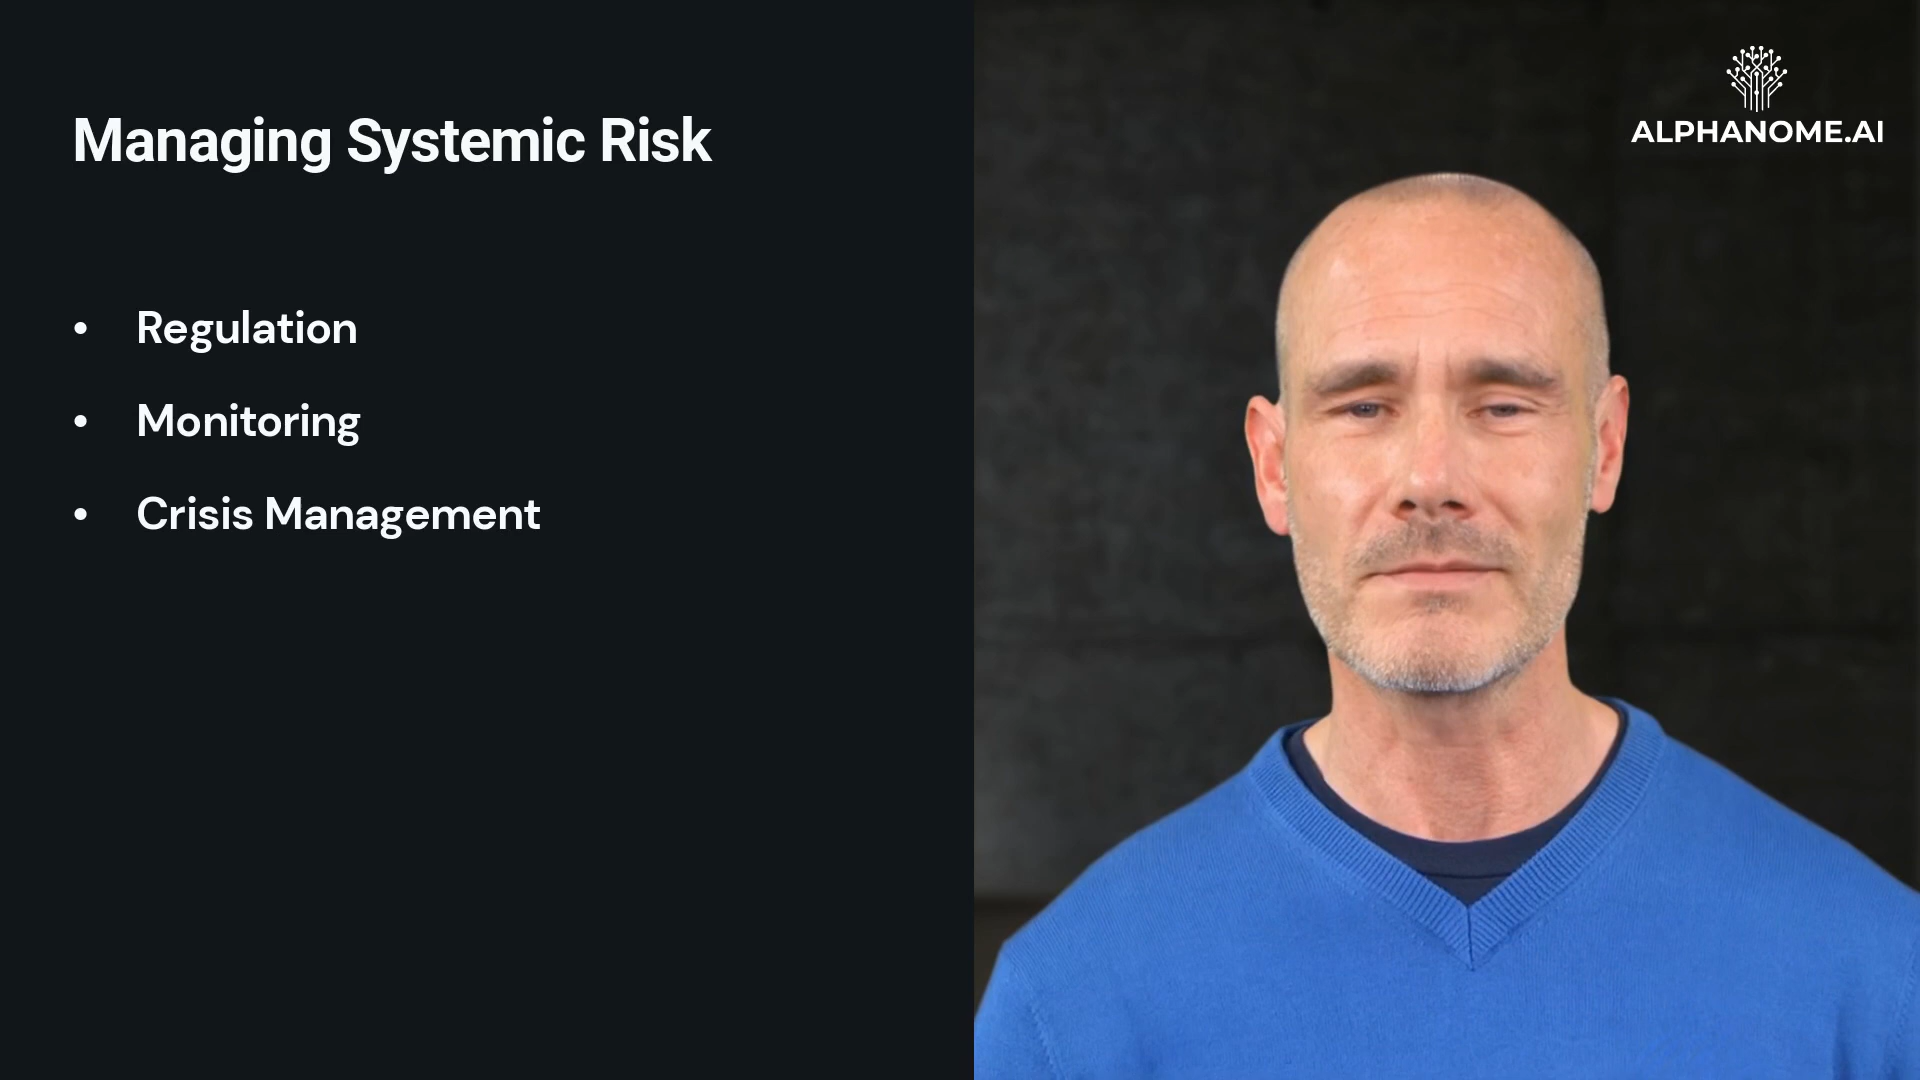 Managing Systemic Risk
• Regulation
• Monitoring
• Crisis Management
ALPHANOME.AI